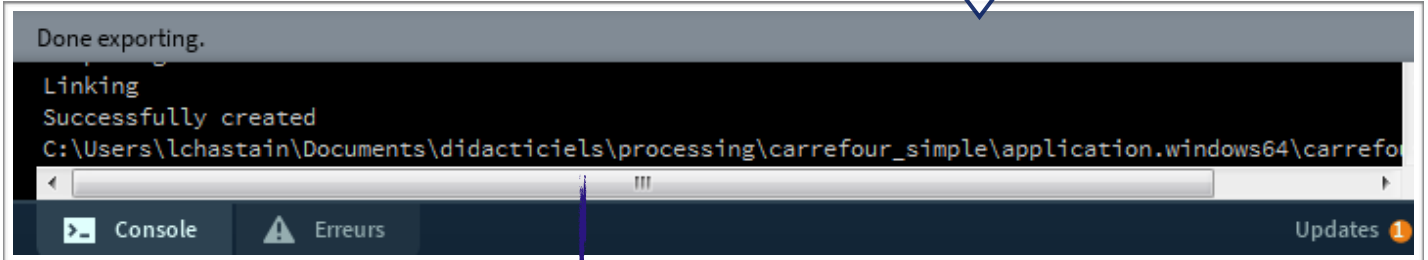 Done exporting.
Linking
Successfully created
C:\Users\lchastain\Documents\didacticiels\processing\carrefour_simple\application.windows64\carrefou
Console
Erreurs
Updates 1